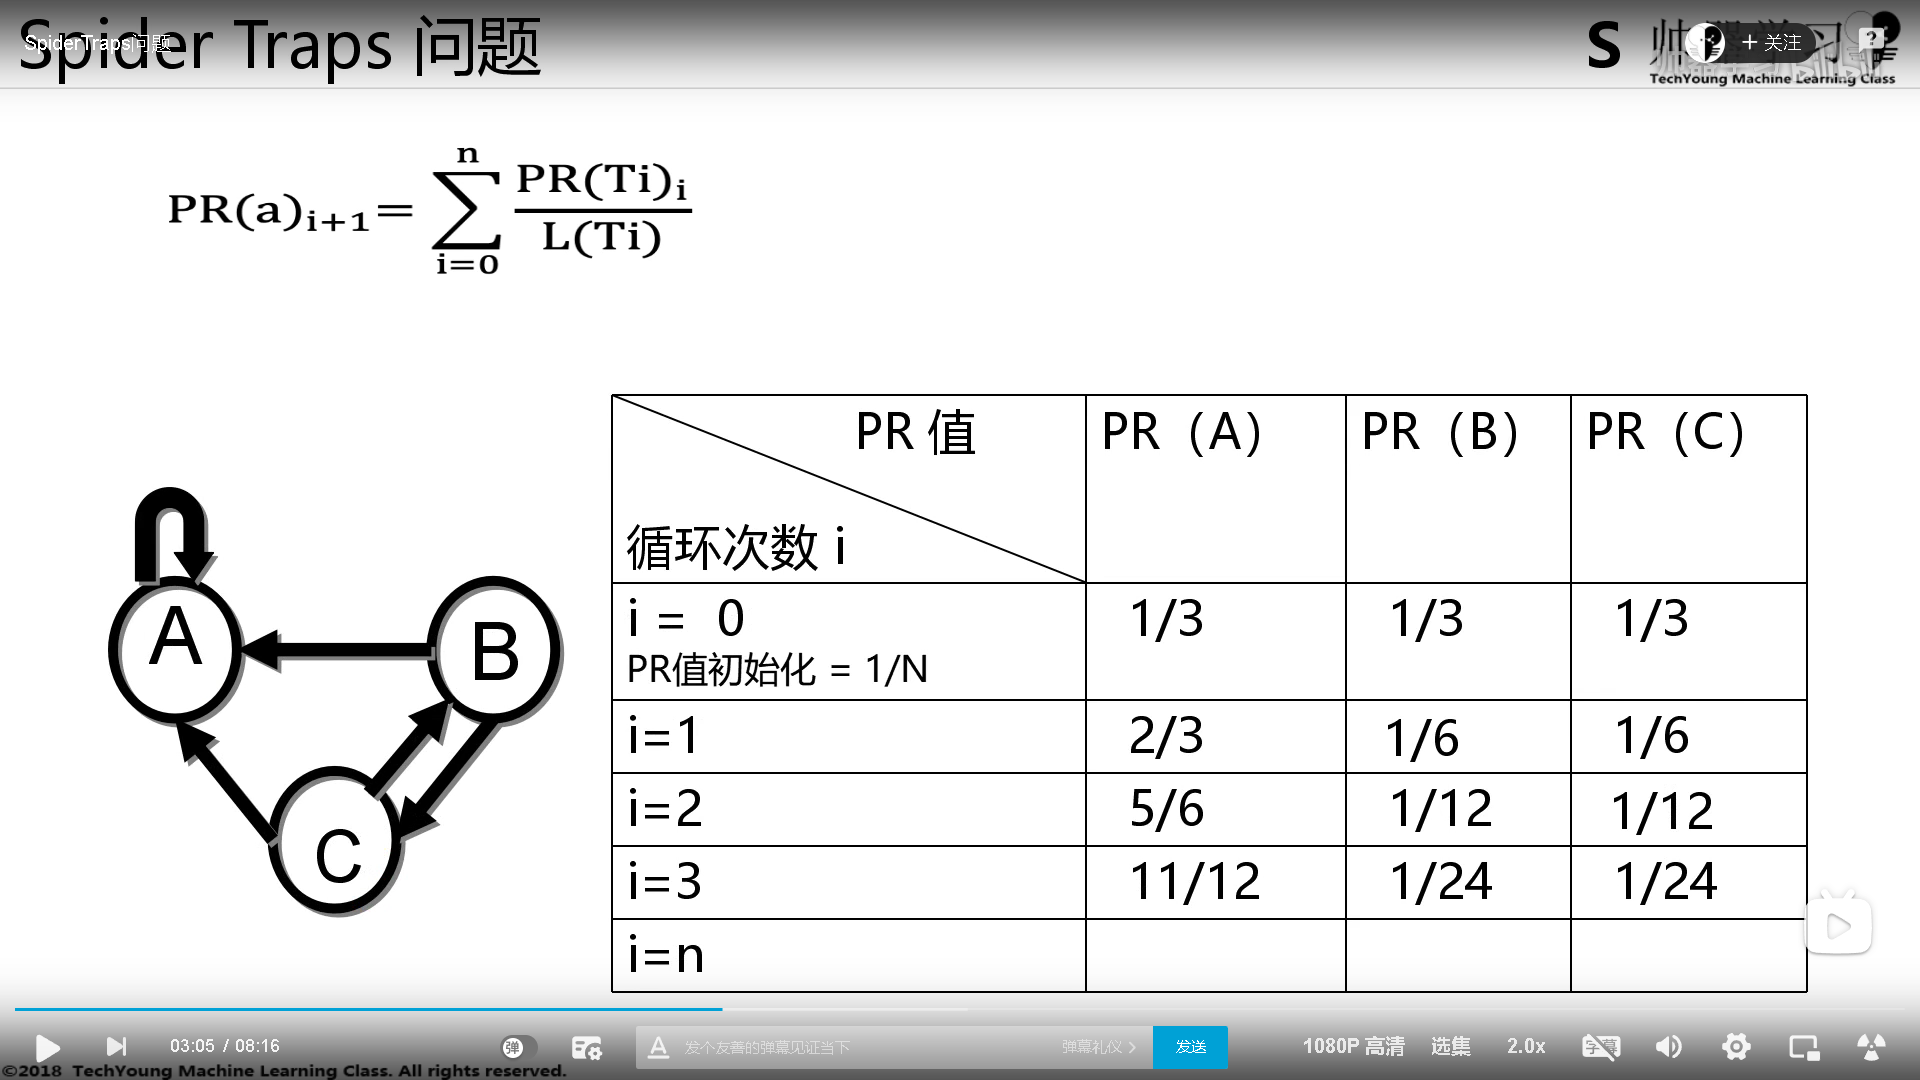 Spider Traps 问题
SpiderTraps问题
S
+ 关注
TechYoung Machine Learning Class
PR(a)i+1= n∑i=0 PR(Ti)i
L(Ti)
PR 值
循环次数 i
PR（A）
PR（B）
PR（C）
i = 0
PR值初始化 = 1/N
1/3
1/3
1/3
i=1
2/3
1/6
1/6
i=2
5/6
1/12
1/12
i=3
11/12
1/24
1/24
i=n
A
B
C
03:05 / 08:16
弹
A
发个友善的弹幕见证当下
弹幕礼仪 >
发送
1080P 高清
选集
2.0x
字幕
©2018 TechYoung Machine Learning Class. All rights reserved.